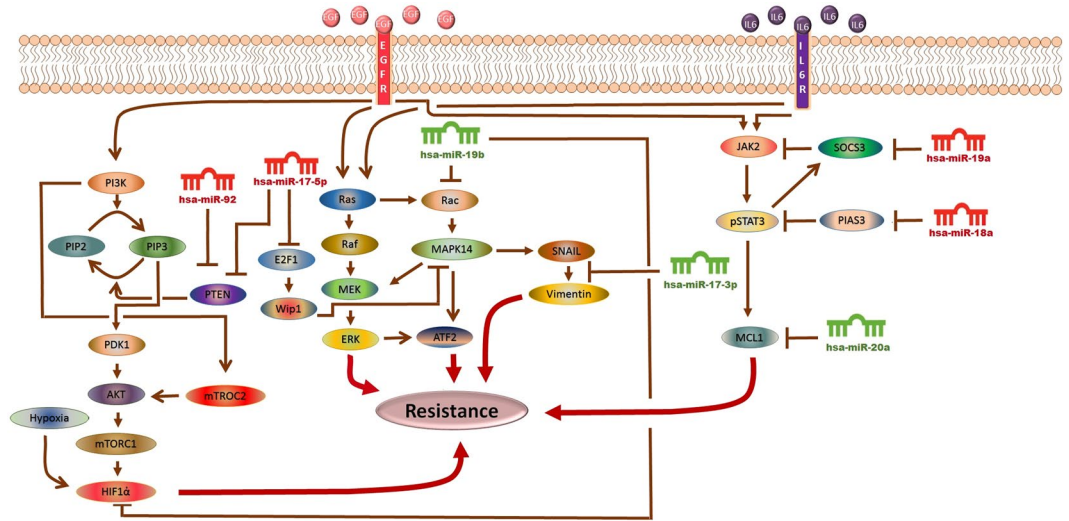 EGF
EGF
EGF
EGF
EGF
IL6
IL6
IL6
IL6
IL6
EGFR
IL6R
hsa-miR-19b
JAK2
SOCS3
hsa-miR-19a
PI3K
hsa-miR-92
hsa-miR-17-5p
Ras
Rac
pSTAT3
PIAS3
hsa-miR-18a
PIP2
PIP3
E2F1
Raf
MAPK14
SNAIL
hsa-miR-17-3p
PTEN
Wip1
MEK
Vimentin
PDK1
ERK
ATF2
MCL1
hsa-miR-20a
AKT
mTROC2
Hypoxia
Resistance
mTORC1
HIF1ά